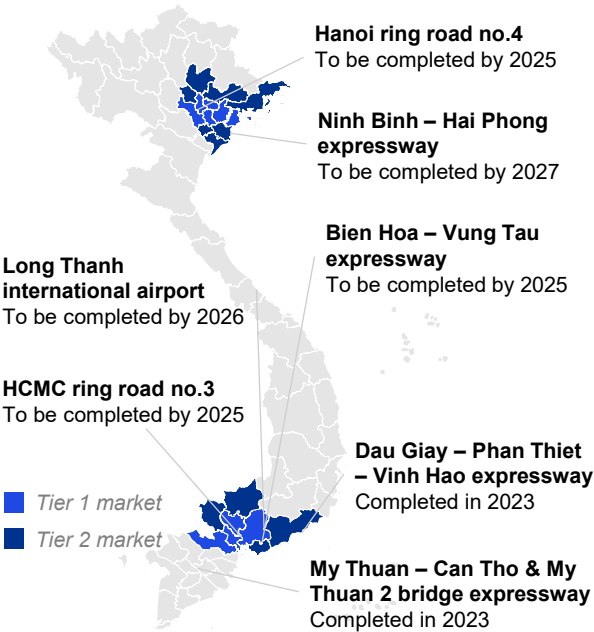 Hanoi ring road no.4
To be completed by 2025
Ninh Binh – Hai Phong
expressway
To be completed by 2027
Bien Hoa – Vung Tau
expressway
To be completed by 2025
Long Thanh
international airport
To be completed by 2026
HCMC ring road no.3
To be completed by 2025
Dau Giay – Phan Thiet
– Vinh Hao expressway
Completed in 2023
Tier 1 market
Tier 2 market
My Thuan – Can Tho & My
Thuan 2 bridge expressway
Completed in 2023